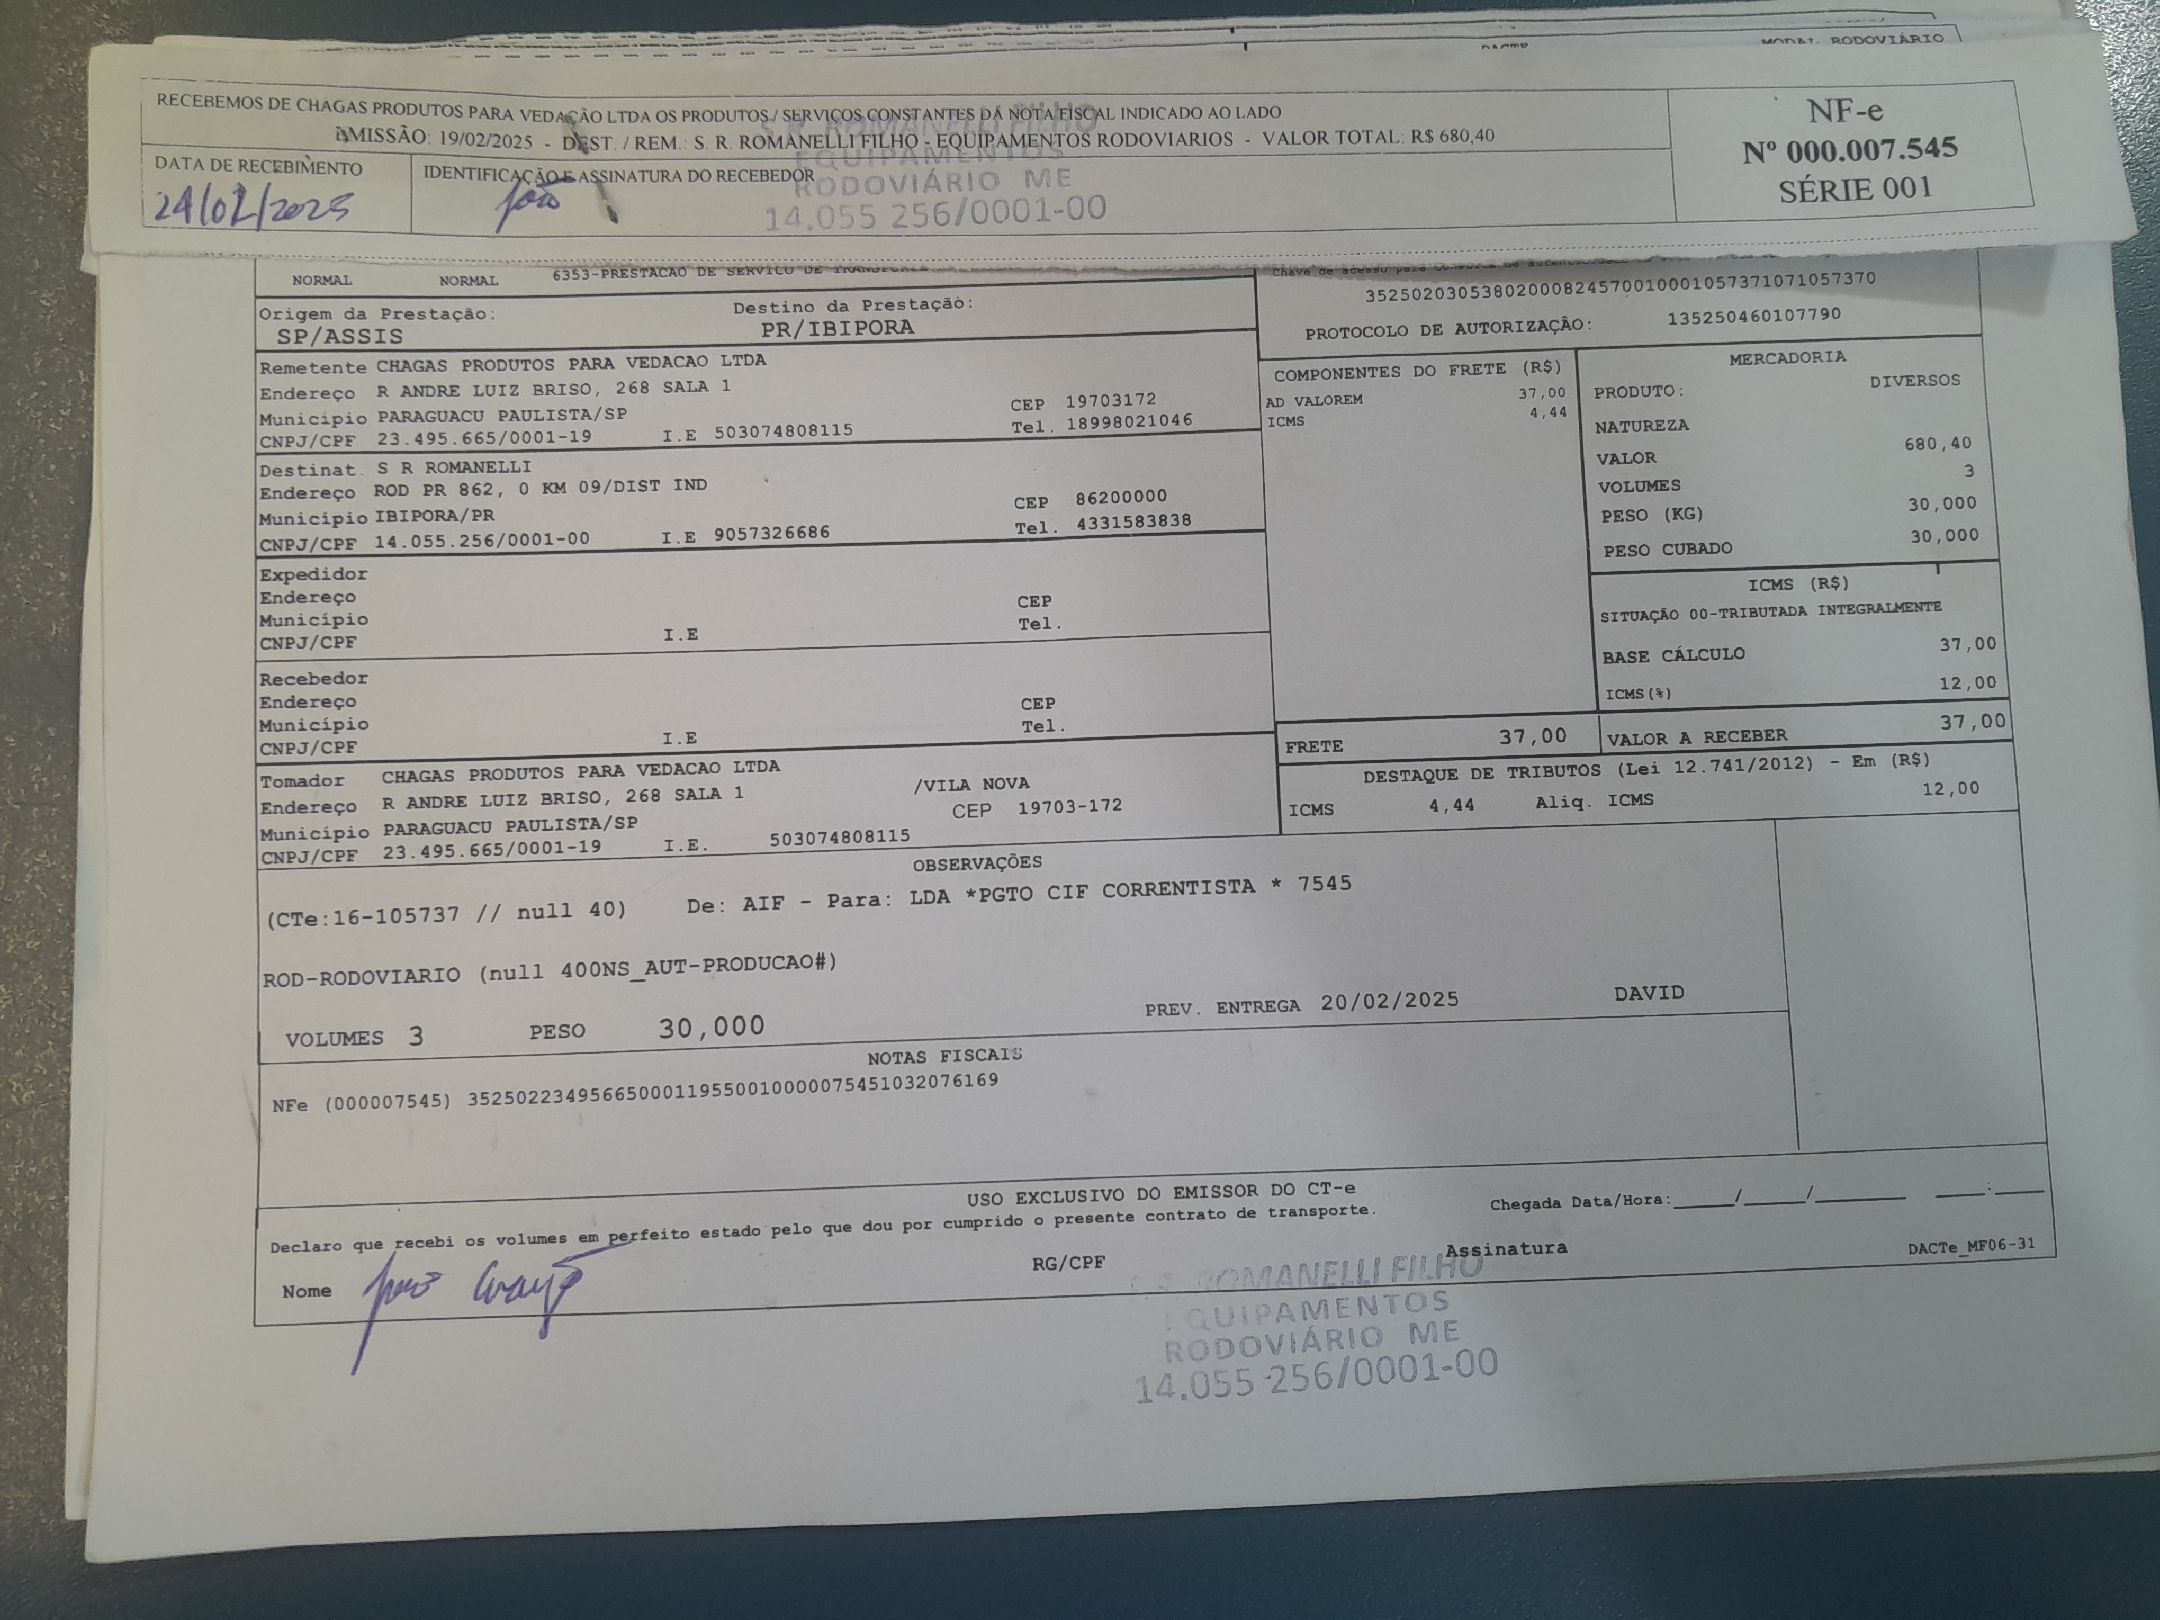 MODAL RODOVIÁRIO
RECEBEMOS DE CHAGAS PRODUTOS PARA VEDAÇÃO LTDA OS PRODUTOS / SERVIÇOS CONSTANTES DA NOTA FISCAL INDICADO AO LADO
EMISSÃO: 19/02/2025 - DEST. / REM.: S. R. ROMANELLI FILHO - EQUIPAMENTOS RODOVIARIOS - VALOR TOTAL: R$ 680,40
NF-e
Nº 000.007.545
SÉRIE 001
DATA DE RECEBIMENTO
24/02/2025
IDENTIFICAÇÃO E ASSINATURA DO RECEBEDOR
João
S. R. ROMANELLI FILHO
EQUIPAMENTOS
RODOVIÁRIO ME
14.055 256/0001-00
NORMAL NORMAL 6353-PRESTACAO DE SERVICO DE TRANSPORTE
35250203053802000824570010001057371071057370
PROTOCOLO DE AUTORIZAÇÃO: 135250460107790
Origem da Prestação: Destino da Prestação:
SP/ASSIS PR/IBIPORA
Remetente CHAGAS PRODUTOS PARA VEDACAO LTDA
Endereço R ANDRE LUIZ BRISO, 268 SALA 1
Município PARAGUACU PAULISTA/SP CEP 19703172
CNPJ/CPF 23.495.665/0001-19 I.E 503074808115 Tel. 18998021046
Destinat. S R ROMANELLI
Endereço ROD PR 862, 0 KM 09/DIST IND
Município IBIPORA/PR CEP 86200000
CNPJ/CPF 14.055.256/0001-00 I.E 9057326686 Tel. 4331583838
Expedidor
Endereço
Município CEP
CNPJ/CPF I.E Tel.
Recebedor
Endereço
Município CEP
CNPJ/CPF I.E Tel.
Tomador CHAGAS PRODUTOS PARA VEDACAO LTDA
Endereço R ANDRE LUIZ BRISO, 268 SALA 1 /VILA NOVA
Município PARAGUACU PAULISTA/SP CEP 19703-172
CNPJ/CPF 23.495.665/0001-19 I.E. 503074808115
COMPONENTES DO FRETE (R$)
AD VALOREM 37,00
ICMS 4,44
MERCADORIA
PRODUTO: DIVERSOS
NATUREZA
VALOR 680,40
VOLUMES 3
PESO (KG) 30,000
PESO CUBADO 30,000
ICMS (R$)
SITUAÇÃO 00-TRIBUTADA INTEGRALMENTE
BASE CÁLCULO 37,00
ICMS(%) 12,00
FRETE 37,00 VALOR A RECEBER 37,00
DESTAQUE DE TRIBUTOS (Lei 12.741/2012) - Em (R$)
ICMS 4,44 Aliq. ICMS 12,00
OBSERVAÇÕES
(CTe:16-105737 // null 40) De: AIF - Para: LDA *PGTO CIF CORRENTISTA * 7545
ROD-RODOVIARIO (null 400NS_AUT-PRODUCAO#)
VOLUMES 3 PESO 30,000 PREV. ENTREGA 20/02/2025 DAVID
NOTAS FISCAIS
NFe (000007545) 35250223495665000119550010000075451032076169
USO EXCLUSIVO DO EMISSOR DO CT-e
Declaro que recebi os volumes em perfeito estado pelo que dou por cumprido o presente contrato de transporte.
Chegada Data/Hora:____/____/______ ___:___
Nome RG/CPF Assinatura DACTe_MF06-31
S. R. ROMANELLI FILHO
EQUIPAMENTOS
RODOVIÁRIO ME
14.055 256/0001-00